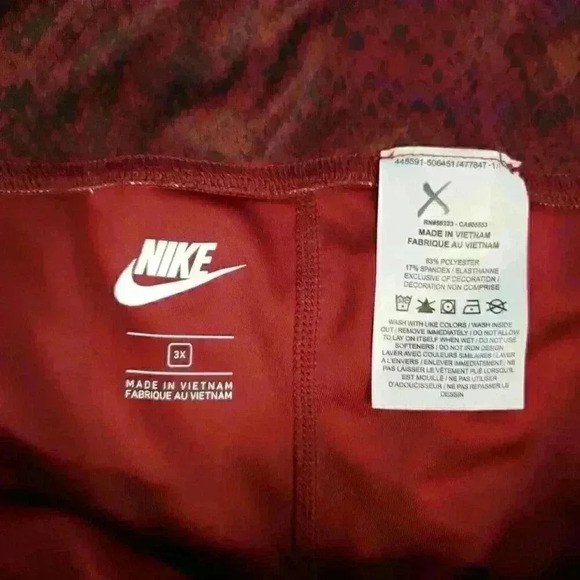 NIKE
3X
MADE IN VIETNAM
FABRIQUE AU VIETNAM
MADE IN VIETNAM
FABRIQUE AU VIETNAM
83% POLYESTER
17% SPANDEX / ELASTHANNE
EXCLUSIVE OF DECORATION /
DECORATION NON COMPRISE
WASH WITH LIKE COLORS / WASH INSIDE
OUT / REMOVE PROMPTLY / DO NOT ALLOW
TO LAY ON ITSELF WHEN WET / DO NOT USE
SOFTENERS / DO NOT IRON DESIGN
LAVER AVEC COULEURS SIMILAIRES / LAVER
A L'ENVERS / ENLEVER IMMEDIATEMENT / NE
PAS LAISSER LE VÊTEMENT PLIÉ LORSQU'IL
EST MOUILLÉ / NE PAS UTILISER
D'ADOUCISSEUR / NE PAS REPASSER LE
DESSIN